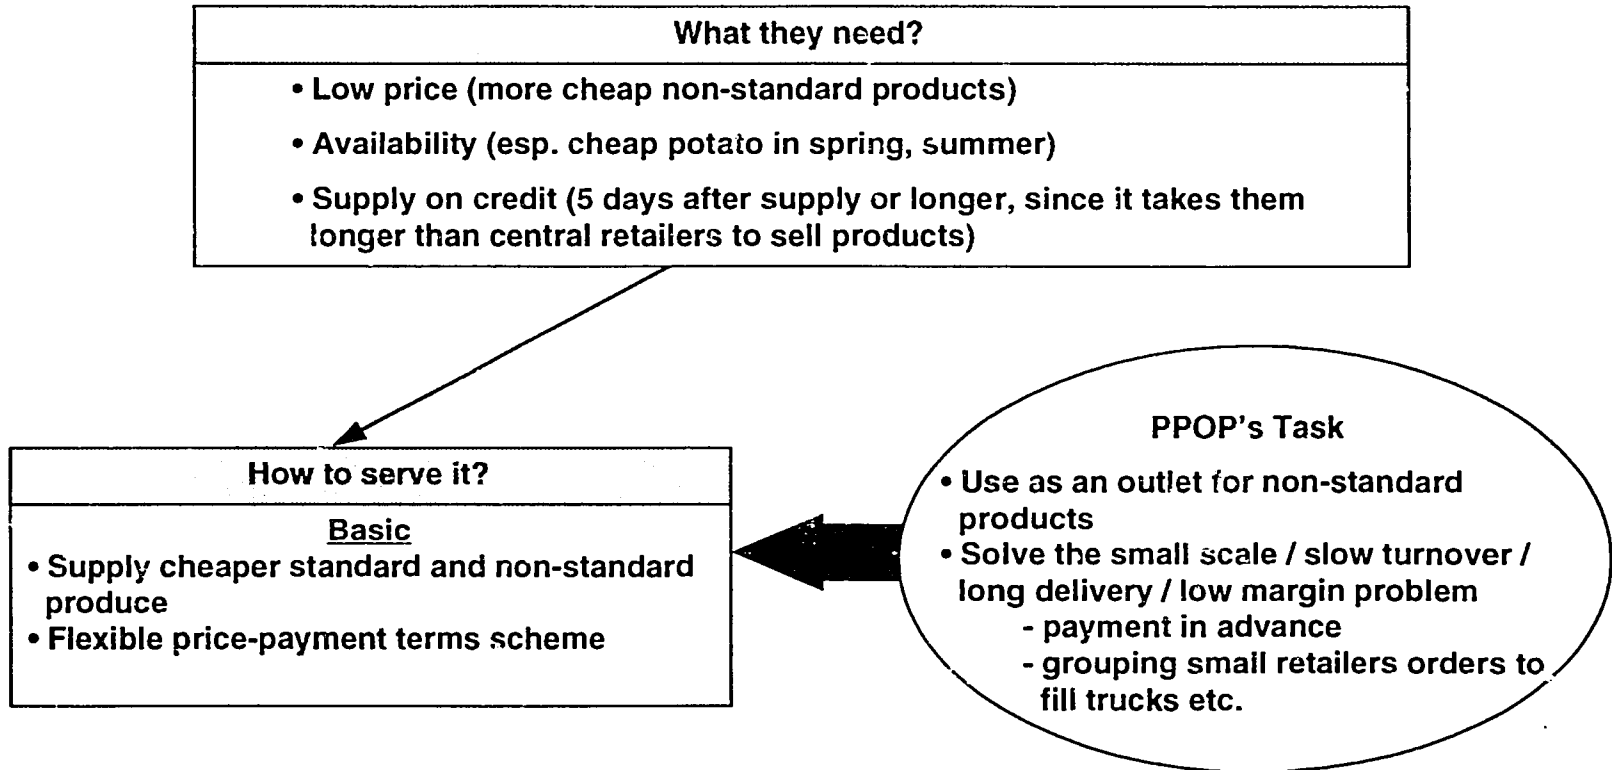 What they need?
• Low price (more cheap non-standard products)
• Availability (esp. cheap potato in spring, summer)
• Supply on credit (5 days after supply or longer, since it takes them
longer than central retailers to sell products)
How to serve it?
Basic
• Supply cheaper standard and non-standard
produce
• Flexible price-payment terms scheme
PPOP's Task
• Use as an outlet for non-standard
products
• Solve the small scale / slow turnover /
long delivery / low margin problem
- payment in advance
- grouping small retailers orders to
fill trucks etc.